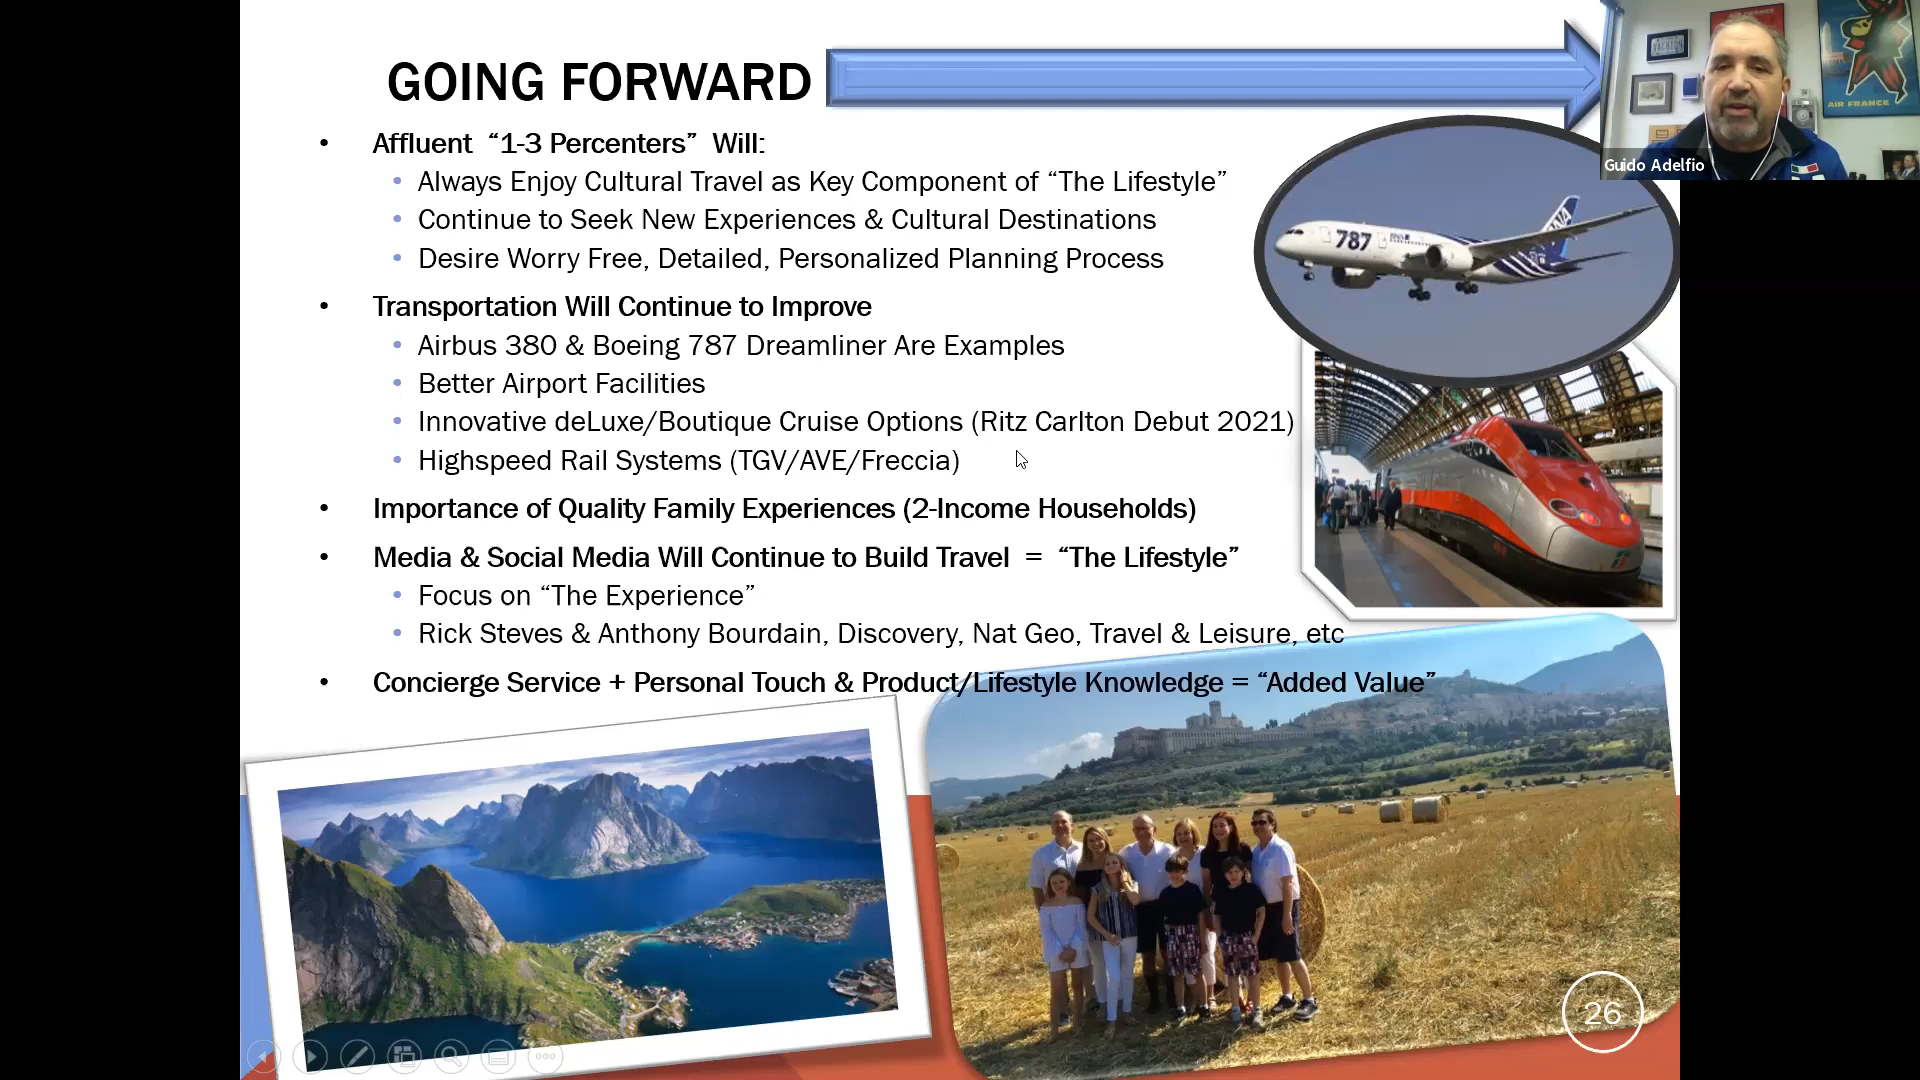 GOING FORWARD
• Affluent “1-3 Percenters” Will:
• Always Enjoy Cultural Travel as Key Component of “The Lifestyle”
• Continue to Seek New Experiences & Cultural Destinations
• Desire Worry Free, Detailed, Personalized Planning Process
• Transportation Will Continue to Improve
• Airbus 380 & Boeing 787 Dreamliner Are Examples
• Better Airport Facilities
• Innovative deLuxe/Boutique Cruise Options (Ritz Carlton Debut 2021)
• Highspeed Rail Systems (TGV/AVE/Freccia)
• Importance of Quality Family Experiences (2-Income Households)
• Media & Social Media Will Continue to Build Travel = “The Lifestyle”
• Focus on “The Experience”
• Rick Steves & Anthony Bourdain, Discovery, Nat Geo, Travel & Leisure, etc
• Concierge Service + Personal Touch & Product/Lifestyle Knowledge = “Added Value”
787
AIR FRANCE
AIR FRANCE
Guido Adelfio
26